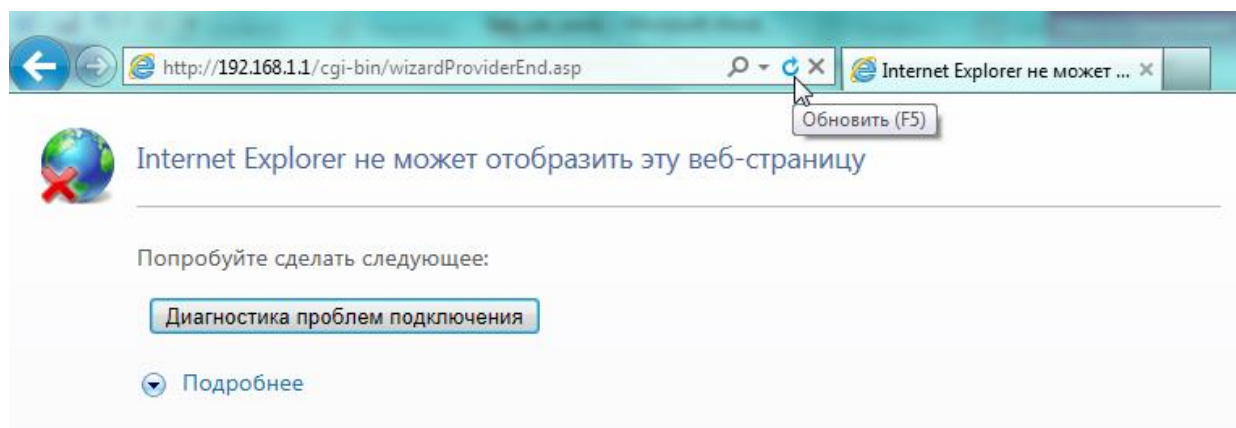 http://192.168.1.1/cgi-bin/wizardProviderEnd.asp
Internet Explorer не может ...
Обновить (F5)
Internet Explorer не может отобразить эту веб-страницу
Попробуйте сделать следующее:
Диагностика проблем подключения
Подробнее